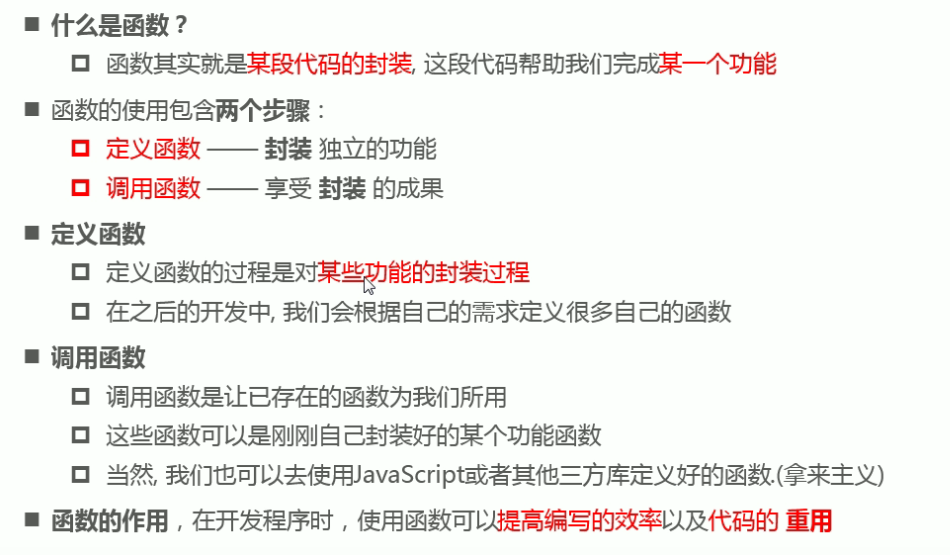 什么是函数？
函数其实就是某段代码的封装, 这段代码帮助我们完成某一个功能
函数的使用包含两个步骤：
定义函数 —— 封装 独立的功能
调用函数 —— 享受 封装 的成果
定义函数
定义函数的过程是对某些功能的封装过程
在之后的开发中, 我们会根据自己的需求定义很多自己的函数
调用函数
调用函数是让已存在的函数为我们所用
这些函数可以是刚刚自己封装好的某个功能函数
当然, 我们也可以去使用JavaScript或者其他三方库定义好的函数.(拿来主义)
函数的作用，在开发程序时，使用函数可以提高编写的效率以及代码的 重用